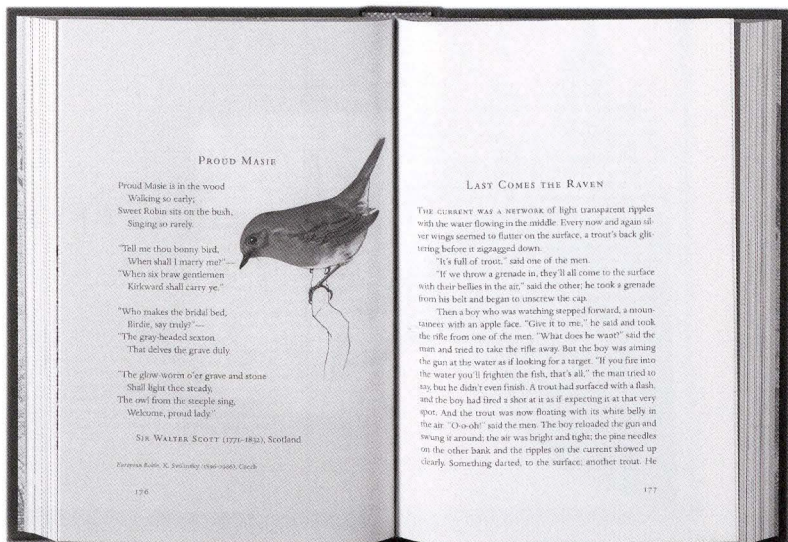 PROUD MASIE
Proud Masie is in the wood
Walking so early;
Sweet Robin sits on the bush,
Singing so rarely.
"Tell me thou bonny bird,
When shall I marry me?"—
"When six braw gentlemen
Kirkward shall carry ye."
"Who makes the bridal bed,
Birdie, say truly?"—
"The gray-headed sexton
That delves the grave duly.
"The glow-worm o'er grave and stone
Shall light thee steady,
The owl from the steeple sing,
Welcome, proud lady."
SIR WALTER SCOTT (1771-1832), Scotland
European Robin, K. (1896-1966), Czech
176
LAST COMES THE RAVEN
THE CURRENT WAS A NETWORK of light transparent ripples
with the water flowing in the middle. Every now and again sil-
ver wings seemed to flutter on the surface, a trout's back glit-
tering before it zigzagged down.
"It's full of trout," said one of the men.
"If we throw a grenade in, they'll all come to the surface
with their bellies in the air," said the other; he took a grenade
from his belt and began to unscrew the cap.
Then a boy who was watching stepped forward, a moun-
taineer with an apple face. "Give it to me," he said and took
the rifle from one of the men. "What does he want?" said the
man and tried to take the rifle away. But the boy was aiming
the gun at the water as if looking for a target. "If you fire into
the water you'll frighten the fish, that's all," the man tried to
say, but he didn't even finish. A trout had surfaced with a flash,
and the boy had fired a shot at it as if expecting it at that very
spot. And the trout was now floating with its white belly in
the air. "O-o-oh!" said the men. The boy reloaded the gun and
swung it around; the air was bright and tight; the pine needles
on the other bank and the ripples on the current showed up
clearly. Something darted, to the surface; another trout. He
177